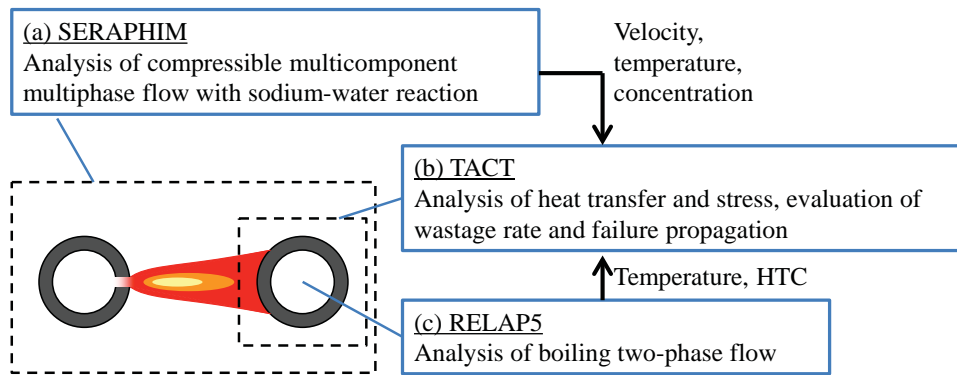 (a) SERAPHIM
Analysis of compressible multicomponent
multiphase flow with sodium-water reaction
Velocity,
temperature,
concentration
(b) TACT
Analysis of heat transfer and stress, evaluation of
wastage rate and failure propagation
Temperature, HTC
(c) RELAP5
Analysis of boiling two-phase flow